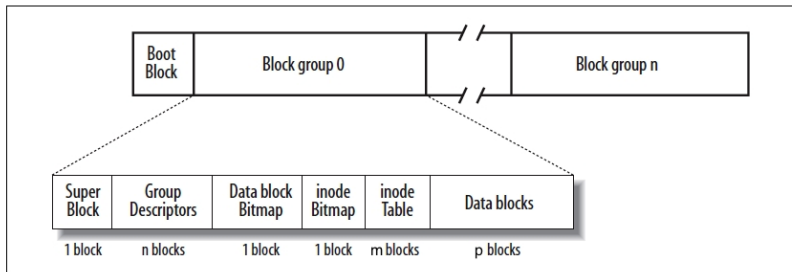 Boot
Block
Block group 0
Block group n
Super
Block
Group
Descriptors
Data block
Bitmap
inode
Bitmap
inode
Table
Data blocks
1 block
n blocks
1 block
1 block
m blocks
p blocks